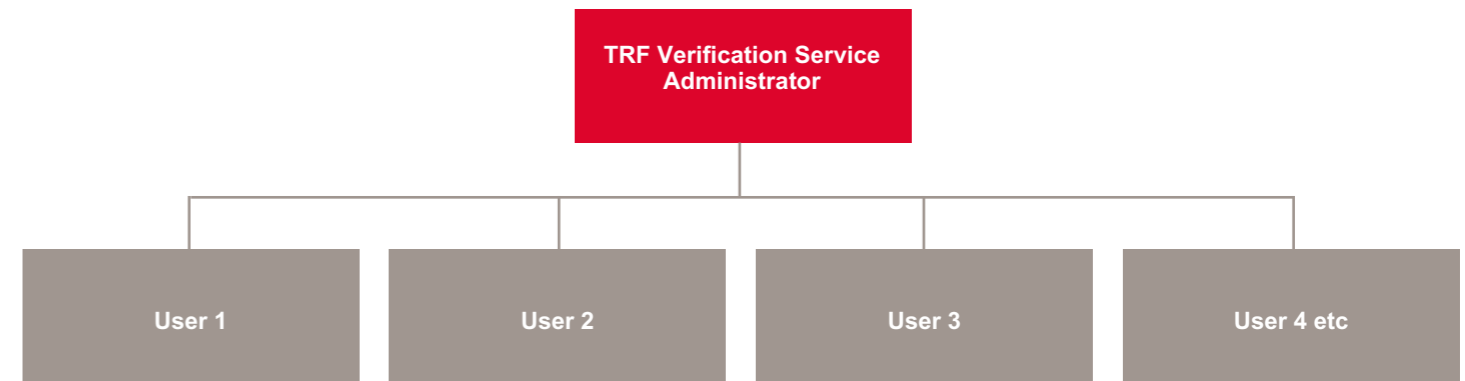 TRF Verification Service
Administrator
User 1
User 2
User 3
User 4 etc